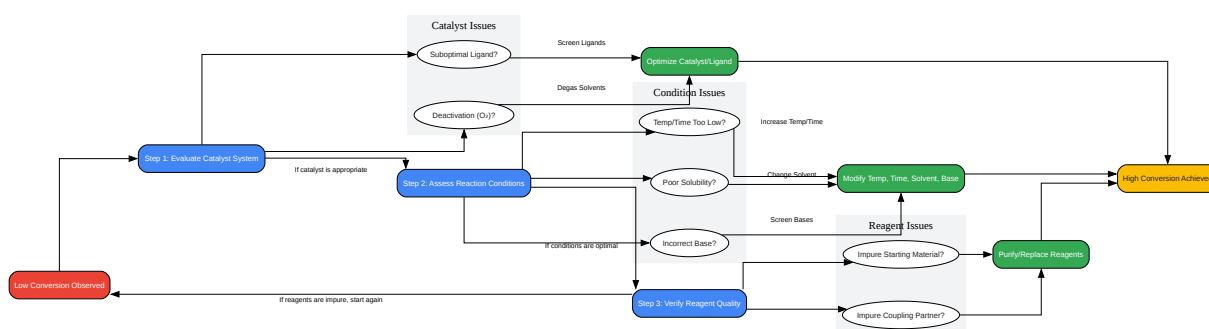 Catalyst Issues
Suboptimal Ligand?
Screen Ligands
Optimize Catalyst/Ligand
Degas Solvents
Condition Issues
Deactivation (O₂)?
Temp/Time Too Low?
Increase Temp/Time
Step 1: Evaluate Catalyst System
If catalyst is appropriate
Step 2: Assess Reaction Conditions
Poor Solubility?
Change Solvent
Modify Temp, Time, Solvent, Base
High Conversion Achieve
Screen Bases
Reagent Issues
If conditions are optimal
Incorrect Base?
Impure Starting Material?
Purify/Replace Reagents
Low Conversion Observed
If reagents are impure, start again
Step 3: Verify Reagent Quality
Impure Coupling Partner?